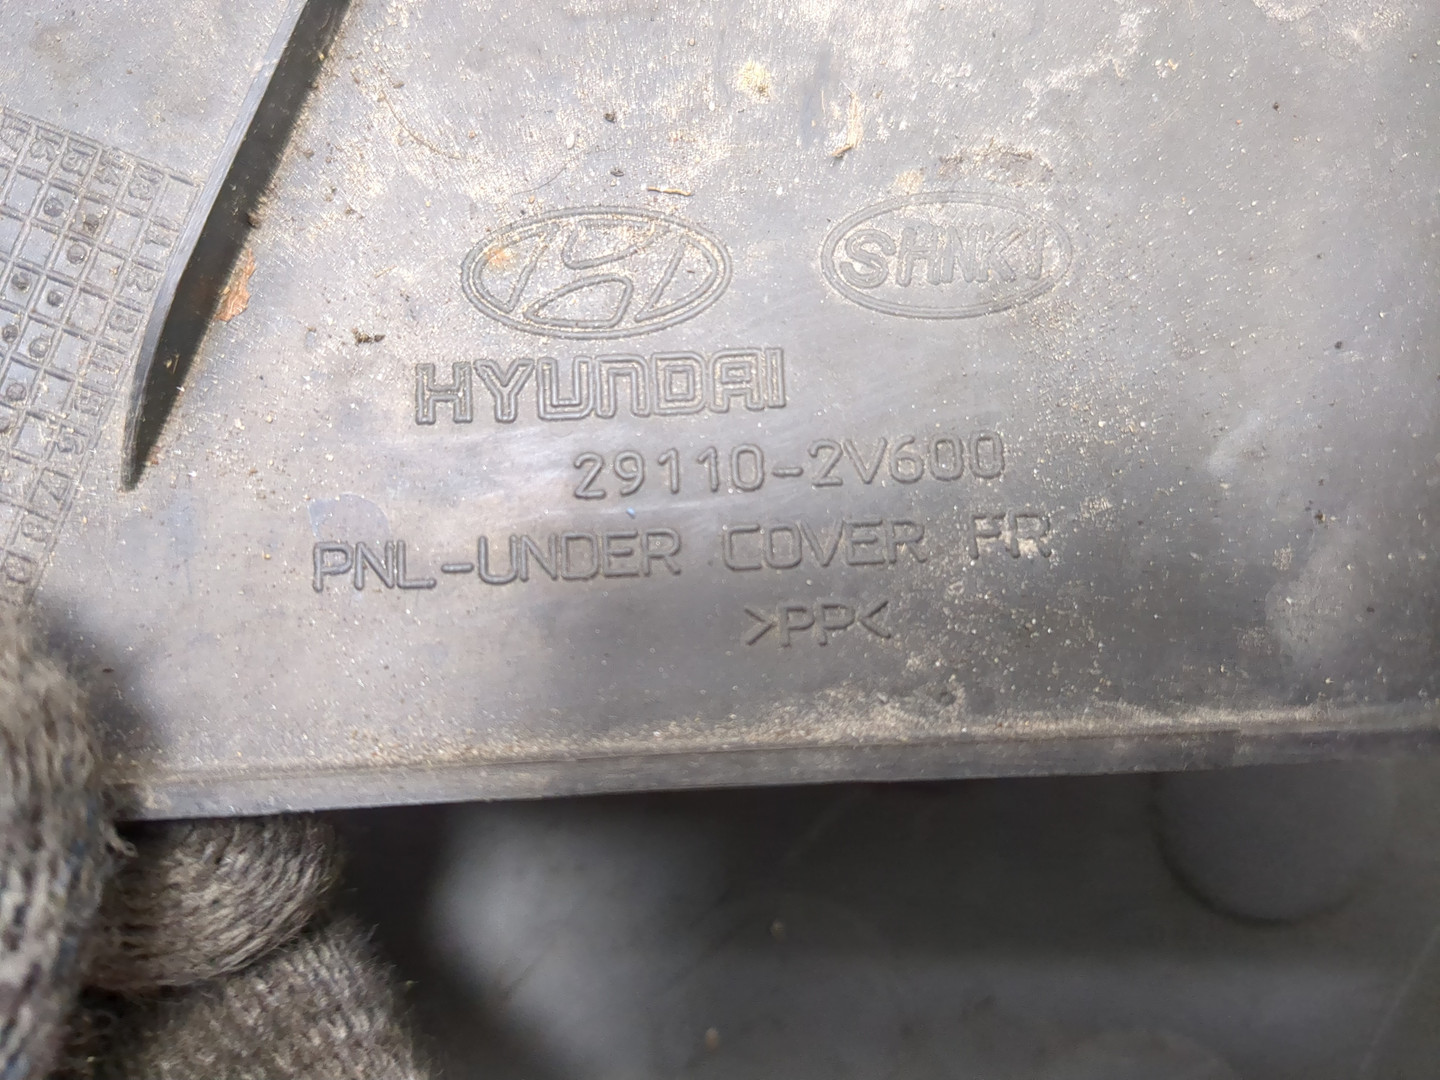 SHNKI
HYUNDAI
29110-2V600
PNL-UNDER COVER FR
>PP<